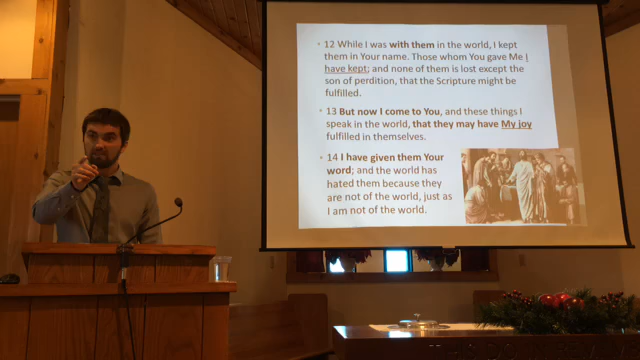 • 12 While I was with them in the world, I kept
them in Your name. Those whom You gave Me I
have kept; and none of them is lost except the
son of perdition, that the Scripture might be
fulfilled.
• 13 But now I come to You, and these things I
speak in the world, that they may have My joy
fulfilled in themselves.
• 14 I have given them Your
word; and the world has
hated them because they
are not of the world, just as
I am not of the world.